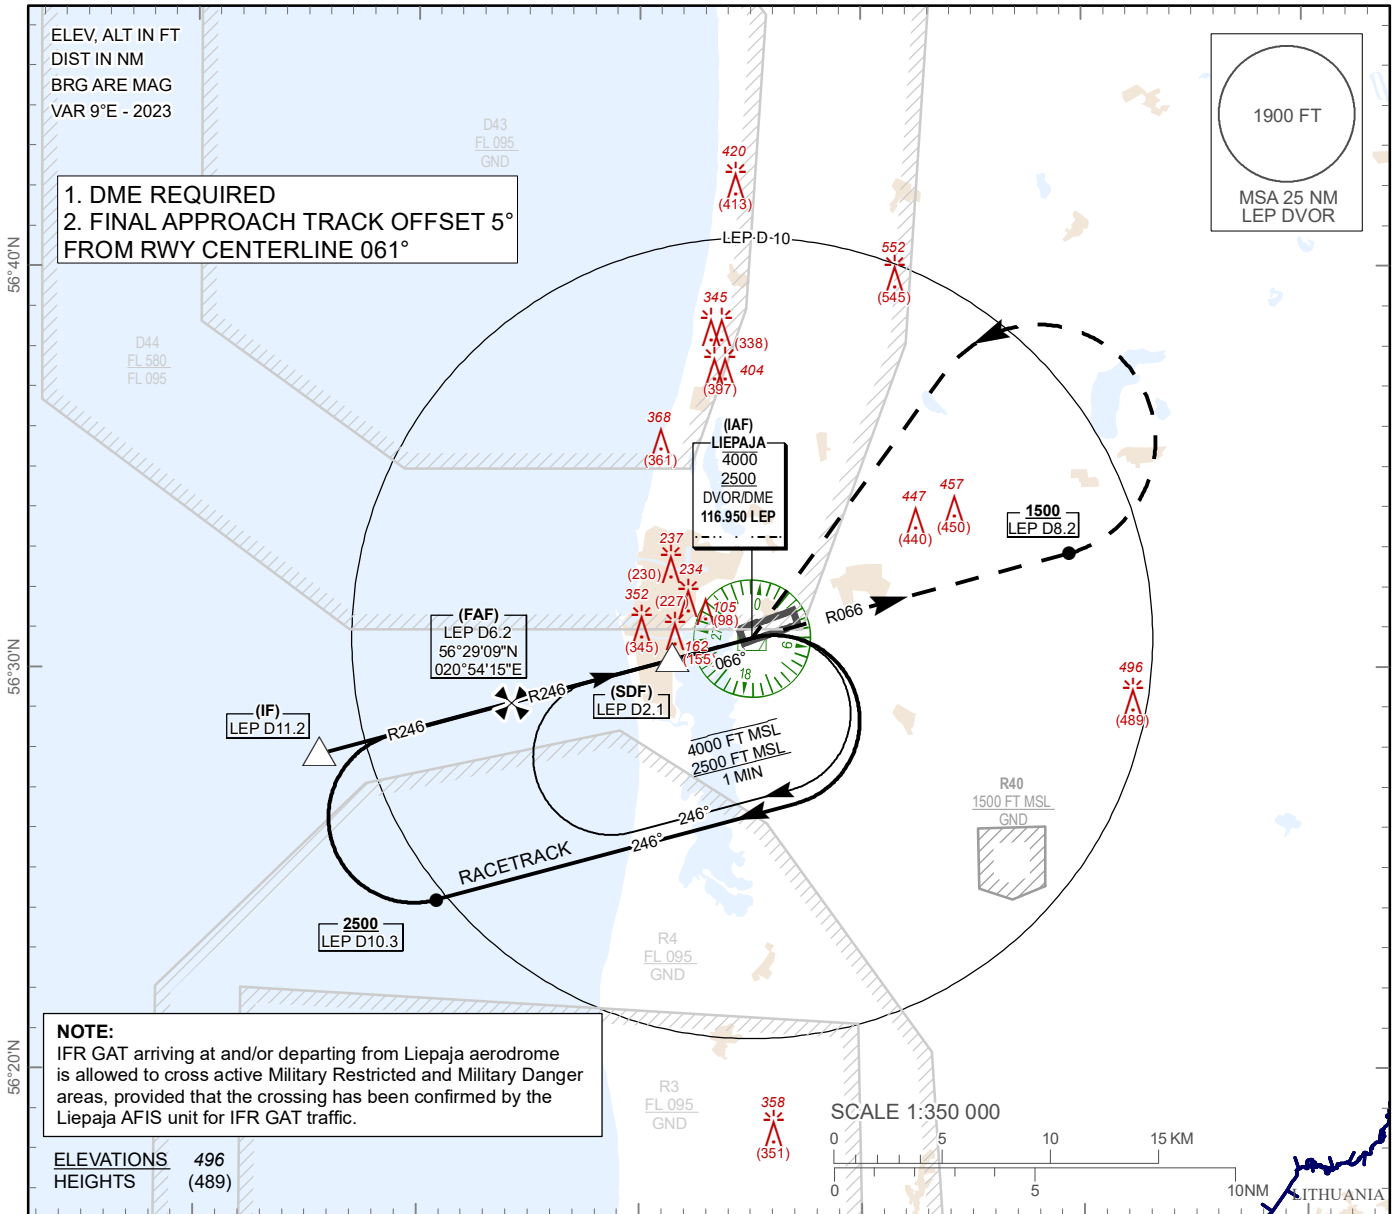 ELEV, ALT IN FT
DIST IN NM
BRG ARE MAG
VAR 9°E - 2023
1. DME REQUIRED
2. FINAL APPROACH TRACK OFFSET 5°
FROM RWY CENTERLINE 061°
D43
FL 095
GND
D44
FL 580
FL 095
1900 FT
MSA 25 NM
LEP DVOR
56°40'N
56°30'N
56°20'N
LEP D 10
420
(413)
552
(545)
345
(338)
404
(397)
368
(361)
(IAF)
LIEPAJA
4000
2500
DVOR/DME
116.950 LEP
447
(440)
457
(450)
1500
LEP D8.2
237
(230)
234
(227)
352
(345)
105
(98)
162
(155)
0
9
18
27
R066
066°
(FAF)
LEP D6.2
56°29'09"N
020°54'15"E
(IF)
LEP D11.2
R246
R246
(SDF)
LEP D2.1
4000 FT MSL
2500 FT MSL
1 MIN
246°
246°
RACETRACK
2500
LEP D10.3
496
(489)
R40
1500 FT MSL
GND
R4
FL 095
GND
R3
FL 095
GND
358
(351)
NOTE:
IFR GAT arriving at and/or departing from Liepaja aerodrome
is allowed to cross active Military Restricted and Military Danger
areas, provided that the crossing has been confirmed by the
Liepaja AFIS unit for IFR GAT traffic.
ELEVATIONS 496
HEIGHTS (489)
SCALE 1:350 000
0 5 10 15 KM
0 5 10NM
LITHUANIA